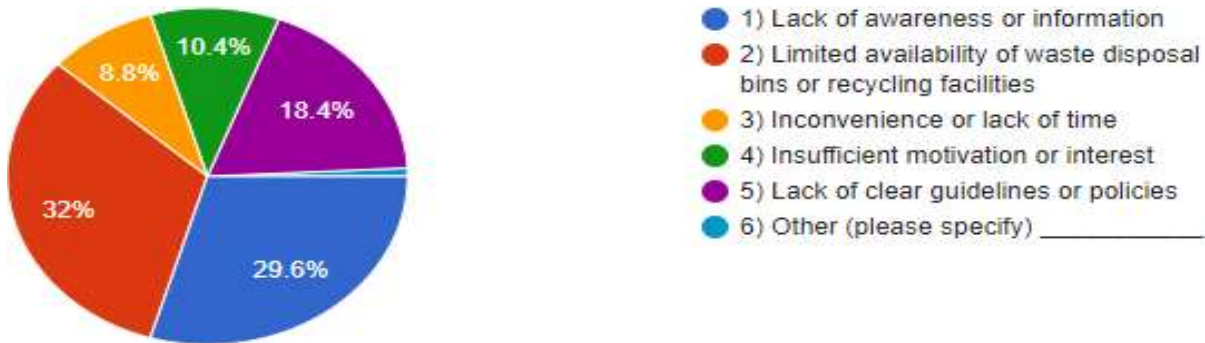 10.4%
8.8%
18.4%
32%
29.6%
1) Lack of awareness or information
2) Limited availability of waste disposal
bins or recycling facilities
3) Inconvenience or lack of time
4) Insufficient motivation or interest
5) Lack of clear guidelines or policies
6) Other (please specify) ____________